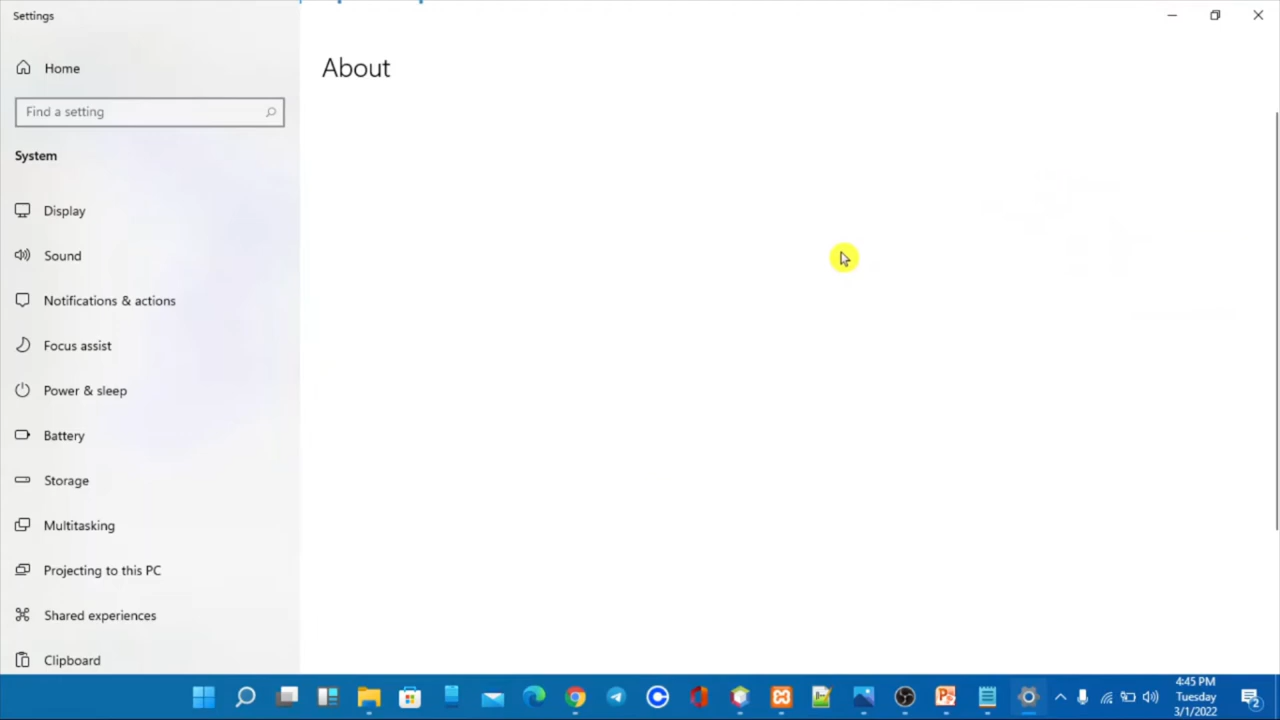 Settings
Home
Find a setting
System
Display
Sound
Notifications & actions
Focus assist
Power & sleep
Battery
Storage
Multitasking
Projecting to this PC
Shared experiences
Clipboard
About
4:45 PM
Tuesday
3/1/2022
2